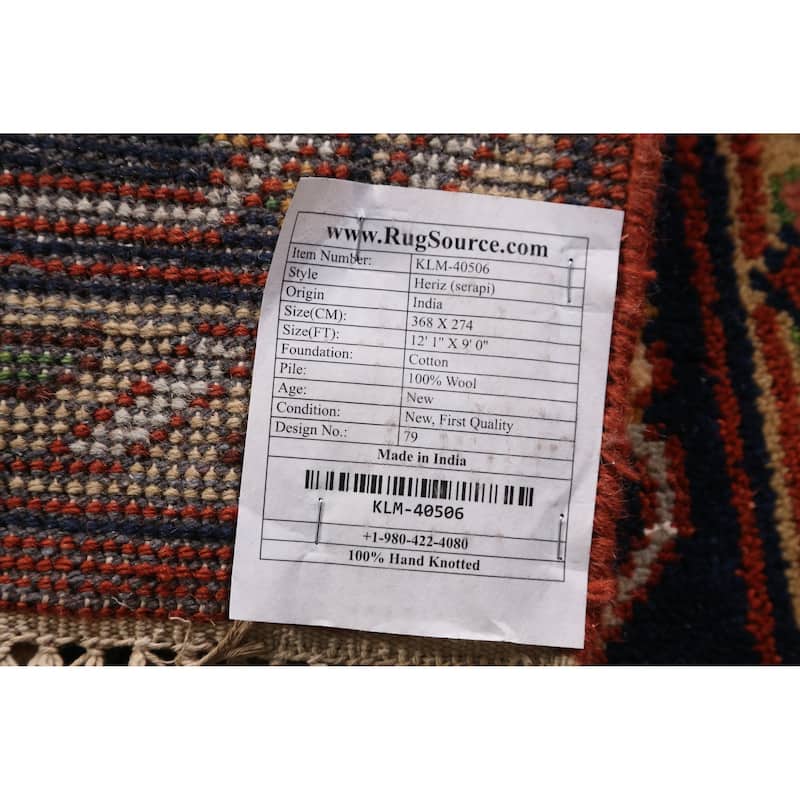 www.RugSource.com
Item Number: KLM-40506
Style Heriz (serapi)
Origin India
Size(CM): 368 X 274
Size(FT): 12' 1" X 9' 0"
Foundation: Cotton
Pile: 100% Wool
Age: New
Condition: New, First Quality
Design No.: 79
Made in India
KLM-40506
+1-980-422-4080
100% Hand Knotted